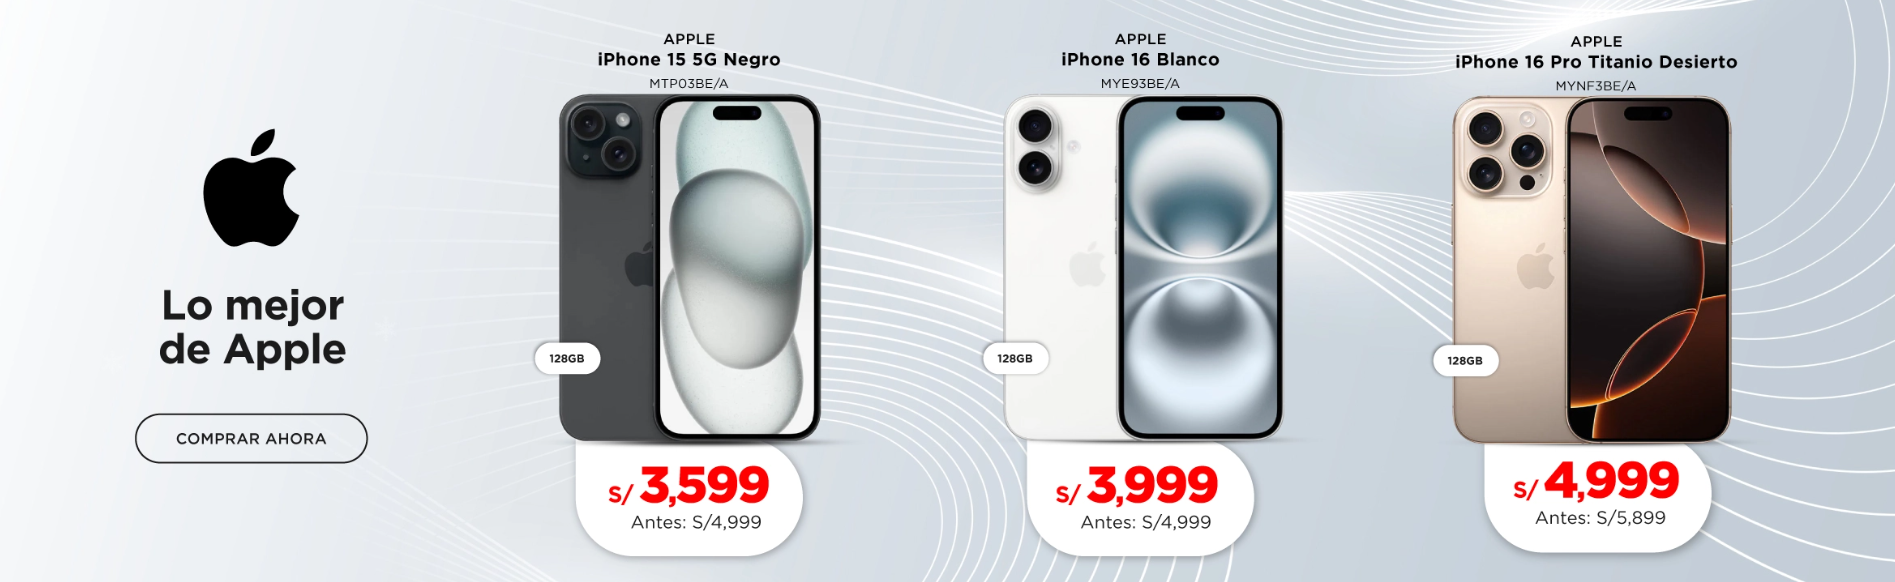 Lo mejor
de Apple
COMPRAR AHORA
APPLE
iPhone 15 5G Negro
MTP03BE/A
128GB
S/ 3,599
Antes: S/4,999
APPLE
iPhone 16 Blanco
MYE93BE/A
128GB
S/ 3,999
Antes: S/4,999
APPLE
iPhone 16 Pro Titanio Desierto
MYNF3BE/A
128GB
S/ 4,999
Antes: S/5,899